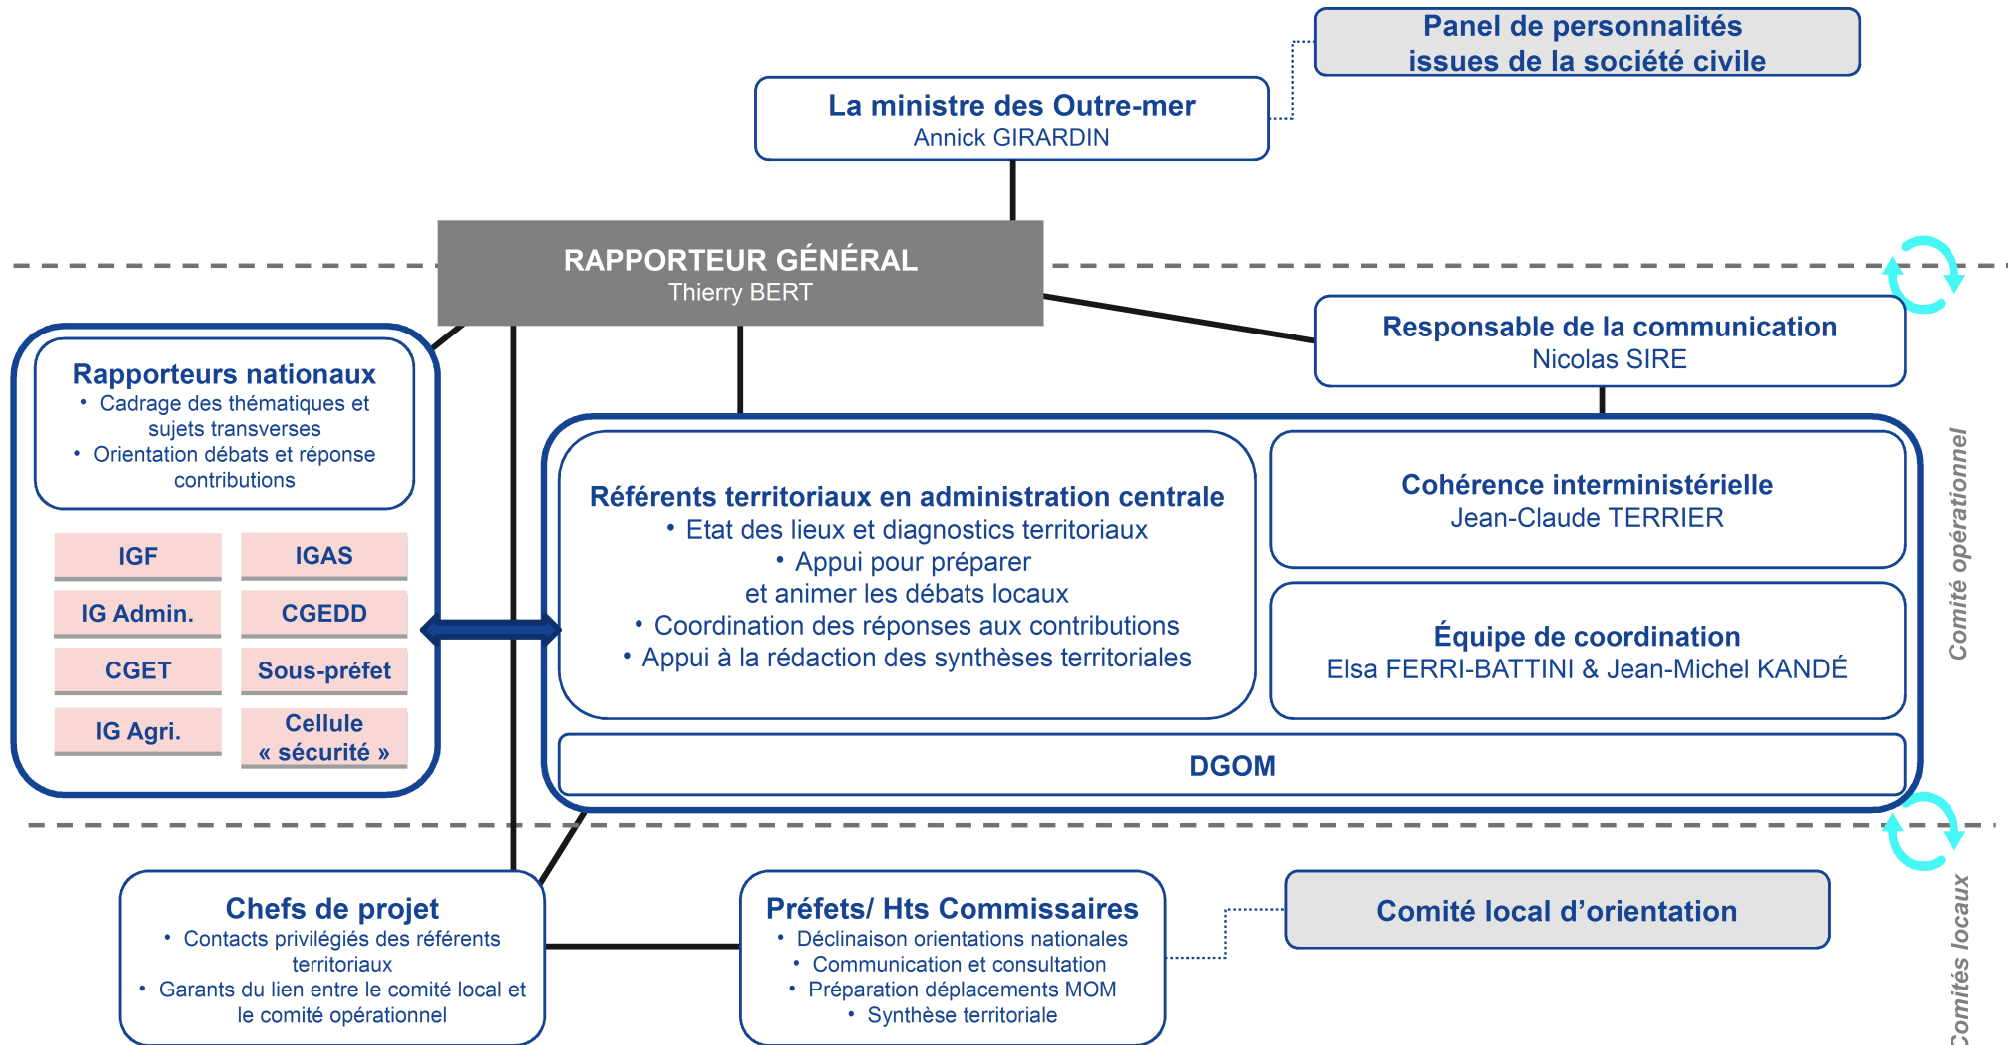 Panel de personnalités
issues de la société civile
La ministre des Outre-mer
Annick GIRARDIN
RAPPORTEUR GÉNÉRAL
Thierry BERT
Responsable de la communication
Nicolas SIRE
Rapporteurs nationaux
• Cadrage des thématiques et
sujets transverses
• Orientation débats et réponse
contributions
IGF
IGAS
IG Admin.
CGEDD
CGET
Sous-préfet
IG Agri.
Cellule
« sécurité »
Référents territoriaux en administration centrale
• Etat des lieux et diagnostics territoriaux
• Appui pour préparer
et animer les débats locaux
• Coordination des réponses aux contributions
• Appui à la rédaction des synthèses territoriales
Cohérence interministérielle
Jean-Claude TERRIER
Équipe de coordination
Elsa FERRI-BATTINI & Jean-Michel KANDÉ
DGOM
Comité opérationnel
Chefs de projet
• Contacts privilégiés des référents
territoriaux
• Garants du lien entre le comité local et
le comité opérationnel
Préfets/ Hts Commissaires
• Déclinaison orientations nationales
• Communication et consultation
• Préparation déplacements MOM
• Synthèse territoriale
Comité local d’orientation
Comités locaux